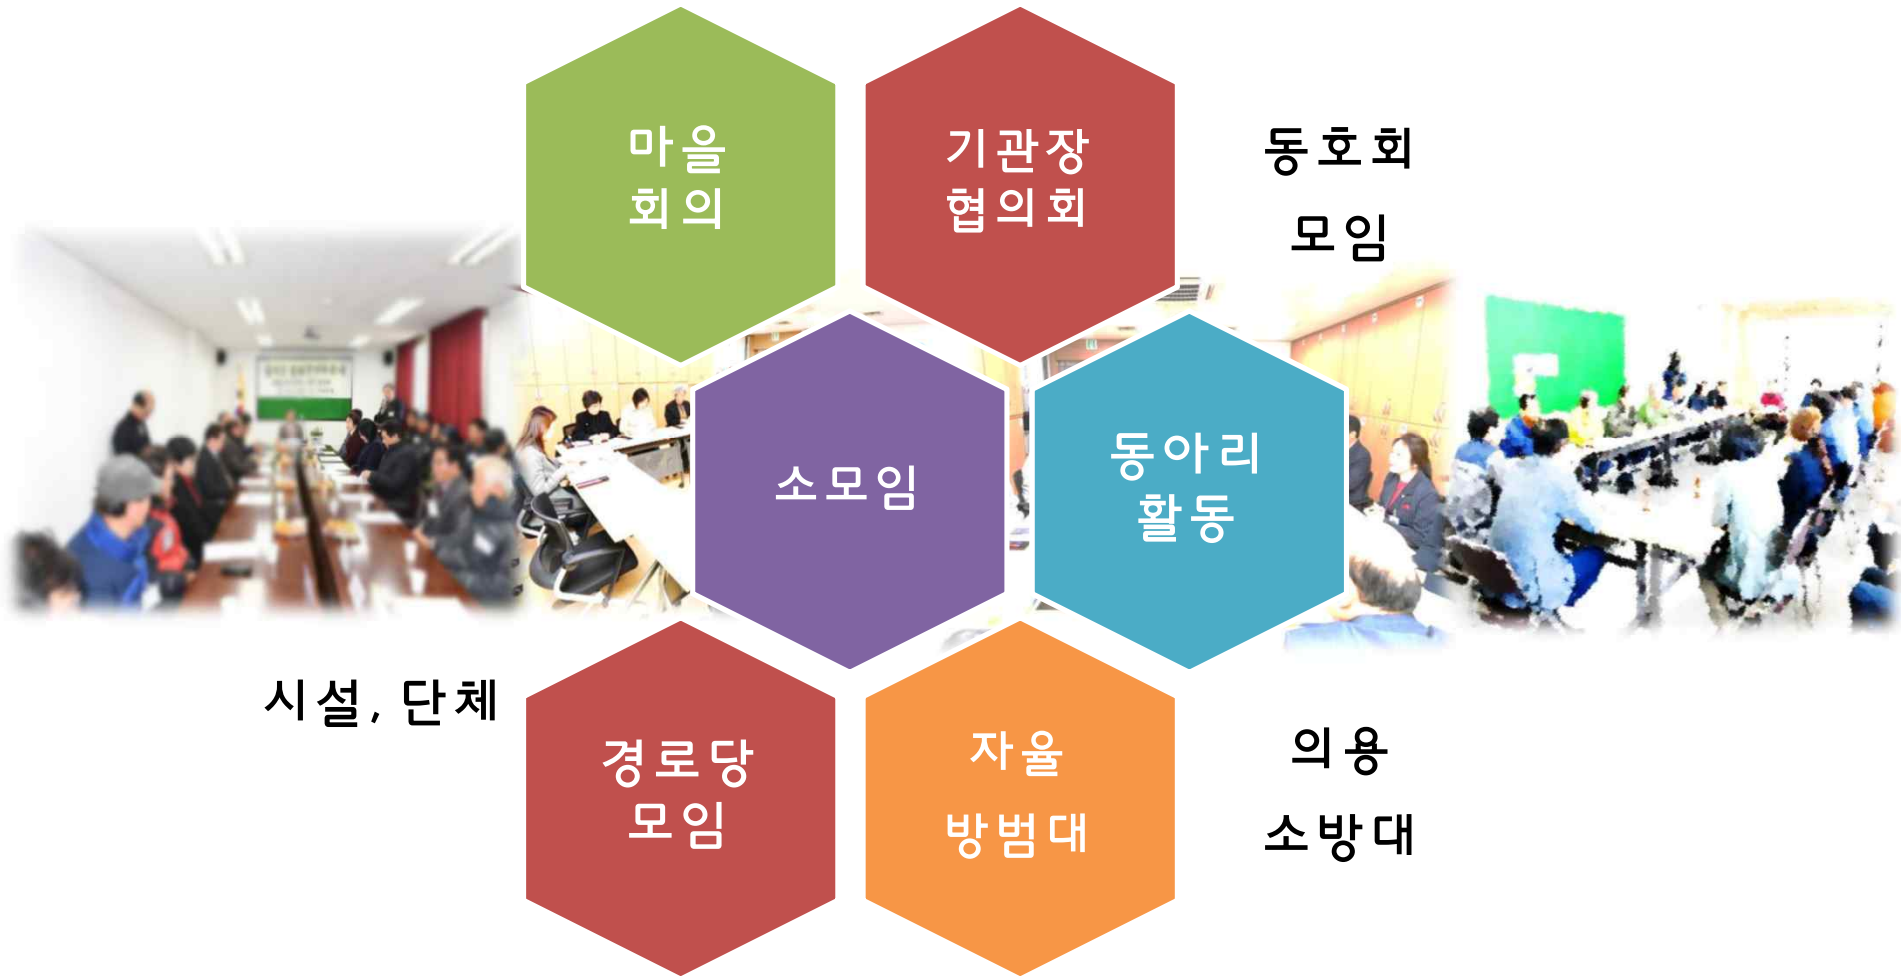 마을
회의
기관장
협의회
동호회
모임
소모임
동아리
활동
시설, 단체
경로당
모임
자율
방범대
의용
소방대